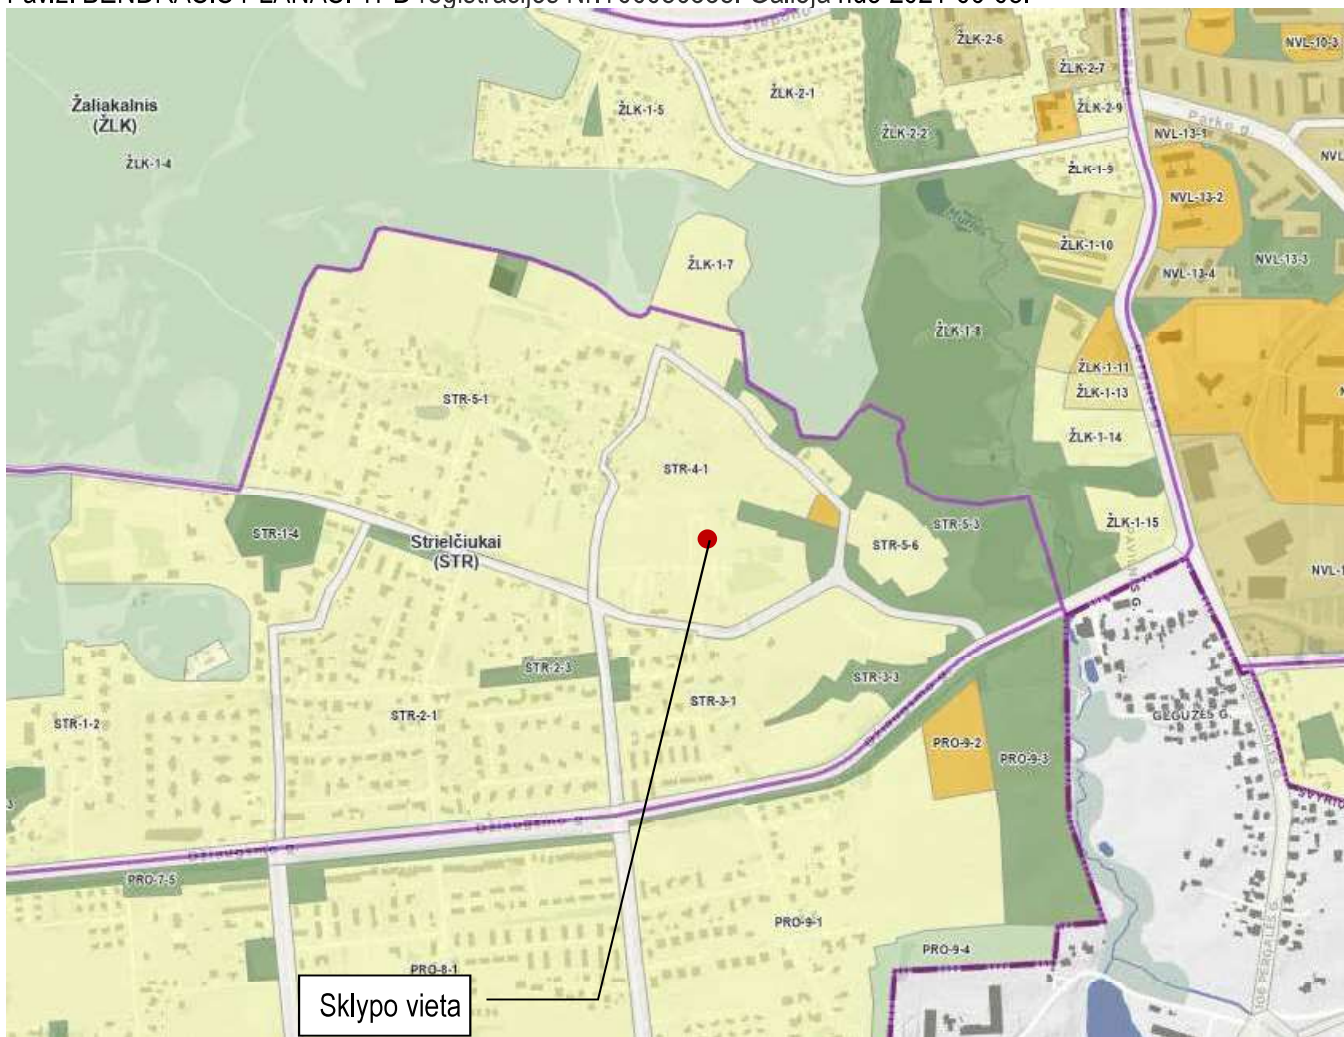 Stepono
ŽLK-2-6
NVL-10-3
ŽLK-2-7
Žaliakalnis
(ŽLK)
ŽLK-1-5
ŽLK-2-1
ŽLK-2-9
ŽLK-2-2
Parko g.
NVL-13-1
ŽLK-1-4
ŽLK-1-9
NVL-13-2
ŽLK-1-10
NVL-13-3
ŽLK-1-7
NVL-13-4
ŽLK-1-8
ŽLK-1-11
ŽLK-1-13
STR-5-1
ŽLK-1-14
STR-4-1
STR-1-4
Strielčiukai
(STR)
STR-5-3
ŽLK-1-15
STR-5-6
STR-2-3
STR-3-3
STR-3-1
STR-1-2
STR-2-1
GEGUŽĖS G.
PRO-9-2
PRO-9-3
Džiaugsmo g.
Džiaugsmo g.
Džiaugsmo g.
PRO-7-5
PRO-9-1
PRO-9-4
PRO-8-1
Sklypo vieta